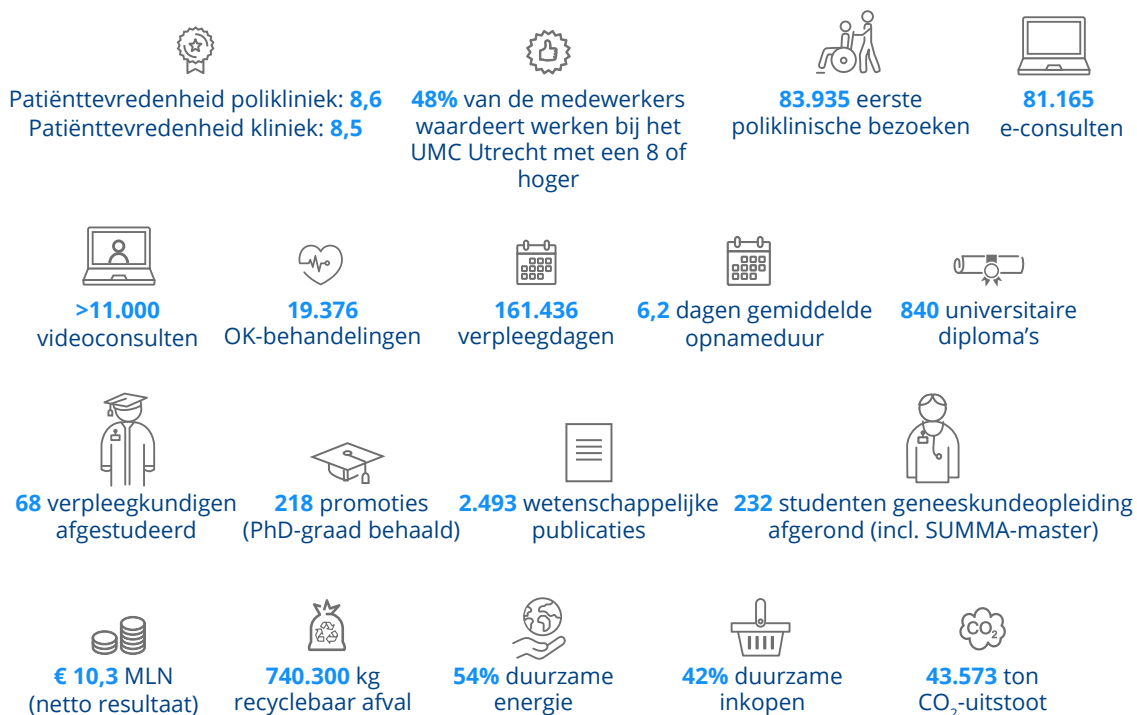 Patiënttevredenheid polikliniek: 8,6
Patiënttevredenheid kliniek: 8,5
48% van de medewerkers
waardeert werken bij het
UMC Utrecht met een 8 of
hoger
83.935 eerste
poliklinische bezoeken
81.165
e-consulten
>11.000
videoconsulten
19.376
OK-behandelingen
161.436
verpleegdagen
6,2 dagen gemiddelde
opnameduur
840 universitaire
diploma’s
68 verpleegkundigen
afgestudeerd
218 promoties
(PhD-graad behaald)
2.493 wetenschappelijke
publicaties
232 studenten geneeskundeopleiding
afgerond (incl. SUMMA-master)
€ 10,3 MLN
(netto resultaat)
740.300 kg
recyclebaar afval
54% duurzame
energie
42% duurzame
inkopen
CO₂
43.573 ton
CO₂-uitstoot